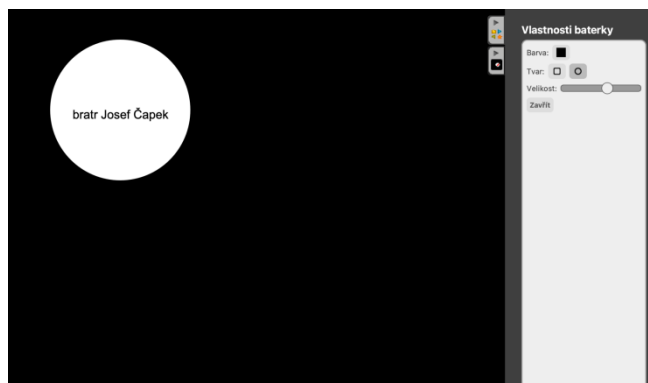 bratr Josef Čapek
Vlastnosti baterky
Barva:
Tvar:
Velikost:
Zavřít